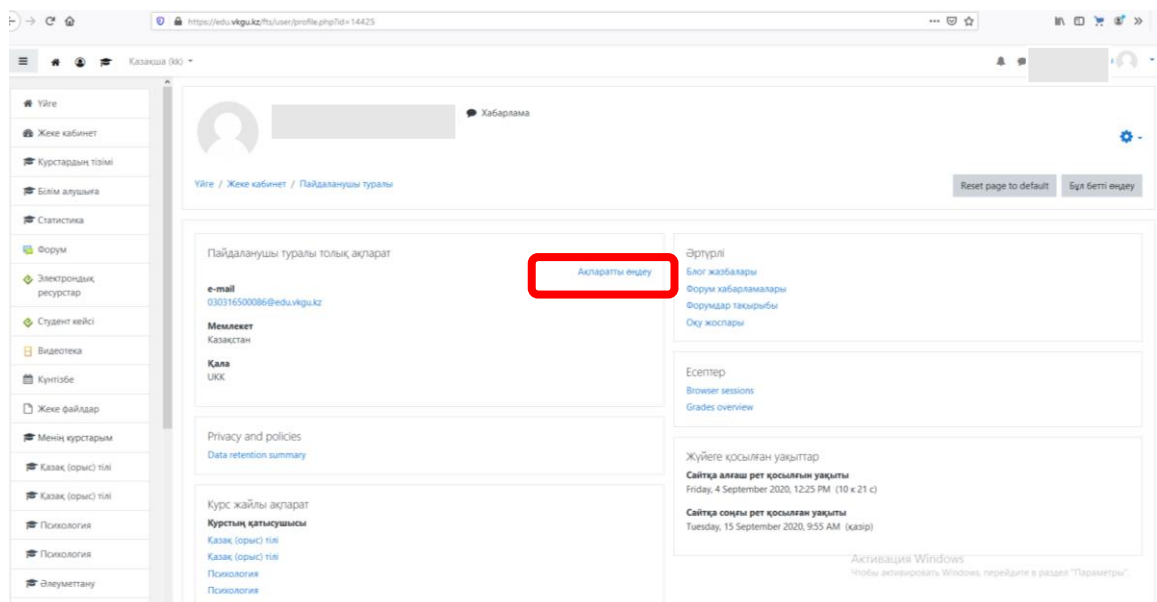 https://edu.vkgu.kz/fts/user/profile.php?id=14425
Қазақша (kk)
Үйге
Жеке кабинет
Курстардың тізімі
Білім алушыға
Статистика
Форум
Электрондық
ресурстар
Студент кейсі
Видеотека
Күнтізбе
Жеке файлдар
Менің курстарым
Қазақ (орыс) тілі
Қазақ (орыс) тілі
Психология
Психология
Әлеуметтану
Хабарлама
Үйге / Жеке кабинет / Пайдаланушы туралы
Reset page to default
Бұл бетті өңдеу
Пайдаланушы туралы толық ақпарат
Ақпаратты өңдеу
e-mail
030316500086@edu.vkgu.kz
Мемлекет
Казақстан
Қала
UKK
Privacy and policies
Data retention summary
Курс жайлы ақпарат
Курстың қатысушысы
Қазақ (орыс) тілі
Қазақ (орыс) тілі
Психология
Психология
Әртүрлі
Блог жазбалары
Форум хабарламалары
Форумдар тақырыбы
Оқу жоспары
Есептер
Browser sessions
Grades overview
Жүйеге қосылған уақыттар
Сайтқа алғаш рет қосылғын уақыты
Friday, 4 September 2020, 12:25 PM (10 к 21 с)
Сайтқа соңғы рет қосылған уақыты
Tuesday, 15 September 2020, 9:55 AM (қазір)
Активация Windows
Чтобы активировать Windows, перейдите в раздел "Параметры".